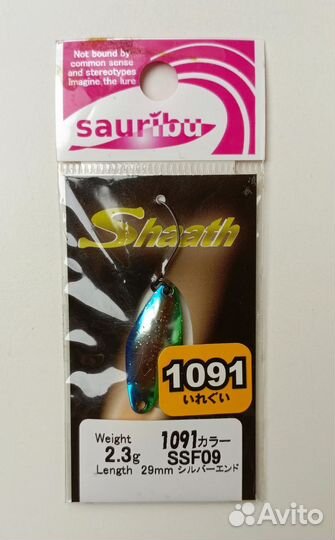 Not bound by
common sense
and stereotypes
Imagine the lure
sauribu
Shaath
1091
いれぐい
Weight 1091カラー
2.3g SSF09
Length 29mm シルバーエンド
Avito